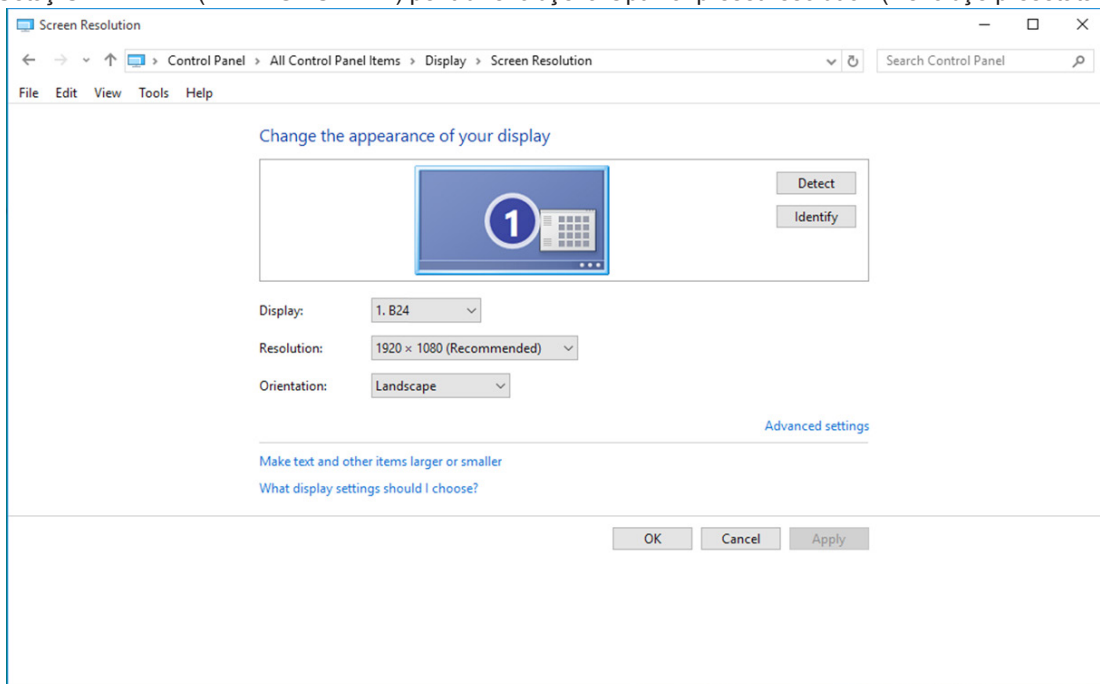 Screen Resolution
Control Panel > All Control Panel Items > Display > Screen Resolution
Search Control Panel
File Edit View Tools Help
Change the appearance of your display
1
Detect
Identify
Display: 1. B24
Resolution: 1920 × 1080 (Recommended)
Orientation: Landscape
Advanced settings
Make text and other items larger or smaller
What display settings should I choose?
OK Cancel Apply